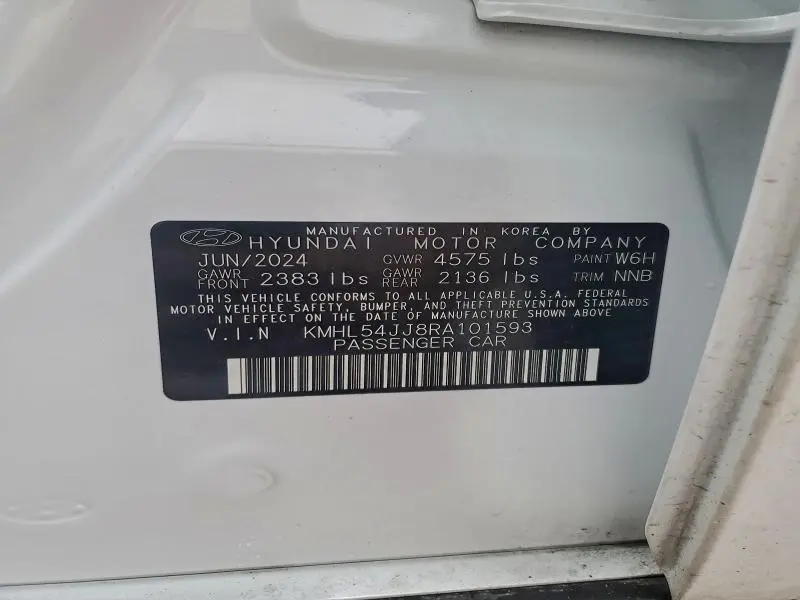 MANUFACTURED IN KOREA BY
HYUNDAI MOTOR COMPANY
JUN/2024 GVWR 4575 lbs PAINT W6H
GAWR FRONT 2383 lbs GAWR REAR 2136 lbs TRIM NNB
THIS VEHICLE CONFORMS TO ALL APPLICABLE U.S.A. FEDERAL
MOTOR VEHICLE SAFETY, BUMPER, AND THEFT PREVENTION STANDARDS
IN EFFECT ON THE DATE OF MANUFACTURE SHOWN ABOVE
V.I.N KMHL54JJ8RA101593
PASSENGER CAR